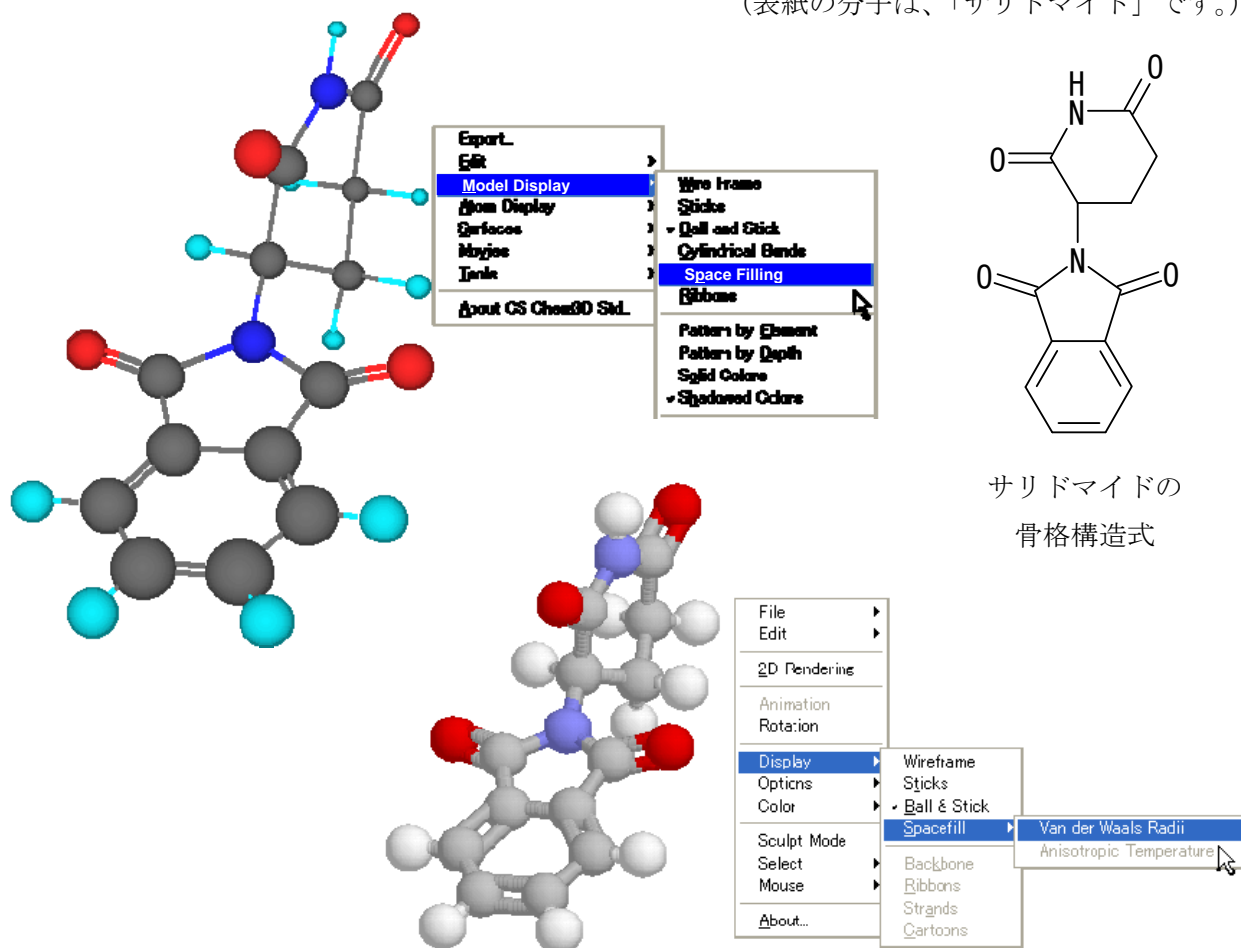 (表紙の分子は、「サリドマイド」です。)
Export..
Edit
Model Display
Atom Display
Surfaces
Movies
Tools
About CS Chem3D Std..
Wire Frame
Sticks
Ball and Stick
Cylindrical Bonds
Space Filling
Ribbons
Pattern by Element
Pattern by Depth
Solid Colors
Shadowed Colors
H
N
O
O
N
O
O
サリドマイドの
骨格構造式
File
Edit
2D Rendering
Animation
Rotation
Display
Options
Color
Sculpt Mode
Select
Mouse
About...
Wireframe
Sticks
Ball & Stick
Spacefill
Backbone
Ribbons
Strands
Cartoons
Van der Waals Radii
Anisotropic Temperature